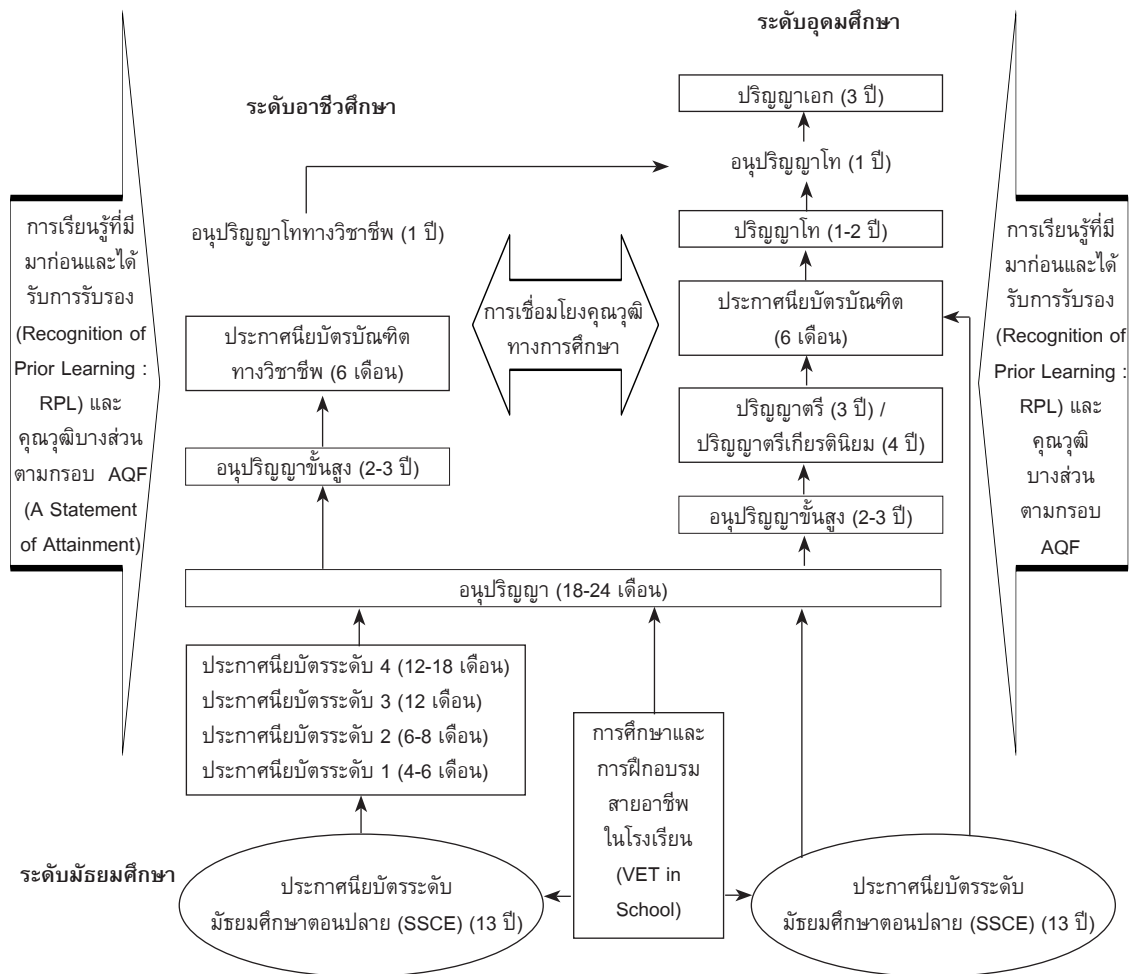 ระดับอุดมศึกษา
ปริญญาเอก (3 ปี)
ระดับอาชีวศึกษา
อนุปริญญาโท (1 ปี)
การเรียนรู้ที่มี
มาก่อนและได้
รับการรับรอง
(Recognition of
Prior Learning :
RPL) และ
คุณวุฒิบางส่วน
ตามกรอบ AQF
(A Statement
of Attainment)
อนุปริญญาโททางวิชาชีพ (1 ปี)
ปริญญาโท (1-2 ปี)
การเรียนรู้ที่มี
มาก่อนและได้
รับการรับรอง
(Recognition of
Prior Learning :
RPL) และ
คุณวุฒิ
บางส่วน
ตามกรอบ
AQF
การเชื่อมโยงคุณวุฒิ
ทางการศึกษา
ประกาศนียบัตรบัณฑิต
(6 เดือน)
ประกาศนียบัตรบัณฑิต
ทางวิชาชีพ (6 เดือน)
ปริญญาตรี (3 ปี) /
ปริญญาตรีเกียรตินิยม (4 ปี)
อนุปริญญาขั้นสูง (2-3 ปี)
อนุปริญญาขั้นสูง (2-3 ปี)
อนุปริญญา (18-24 เดือน)
ประกาศนียบัตรระดับ 4 (12-18 เดือน)
ประกาศนียบัตรระดับ 3 (12 เดือน)
ประกาศนียบัตรระดับ 2 (6-8 เดือน)
ประกาศนียบัตรระดับ 1 (4-6 เดือน)
การศึกษาและ
การฝึกอบรม
สายอาชีพ
ในโรงเรียน
(VET in
School)
ระดับมัธยมศึกษา
ประกาศนียบัตรระดับ
มัธยมศึกษาตอนปลาย (SSCE) (13 ปี)
ประกาศนียบัตรระดับ
มัธยมศึกษาตอนปลาย (SSCE) (13 ปี)